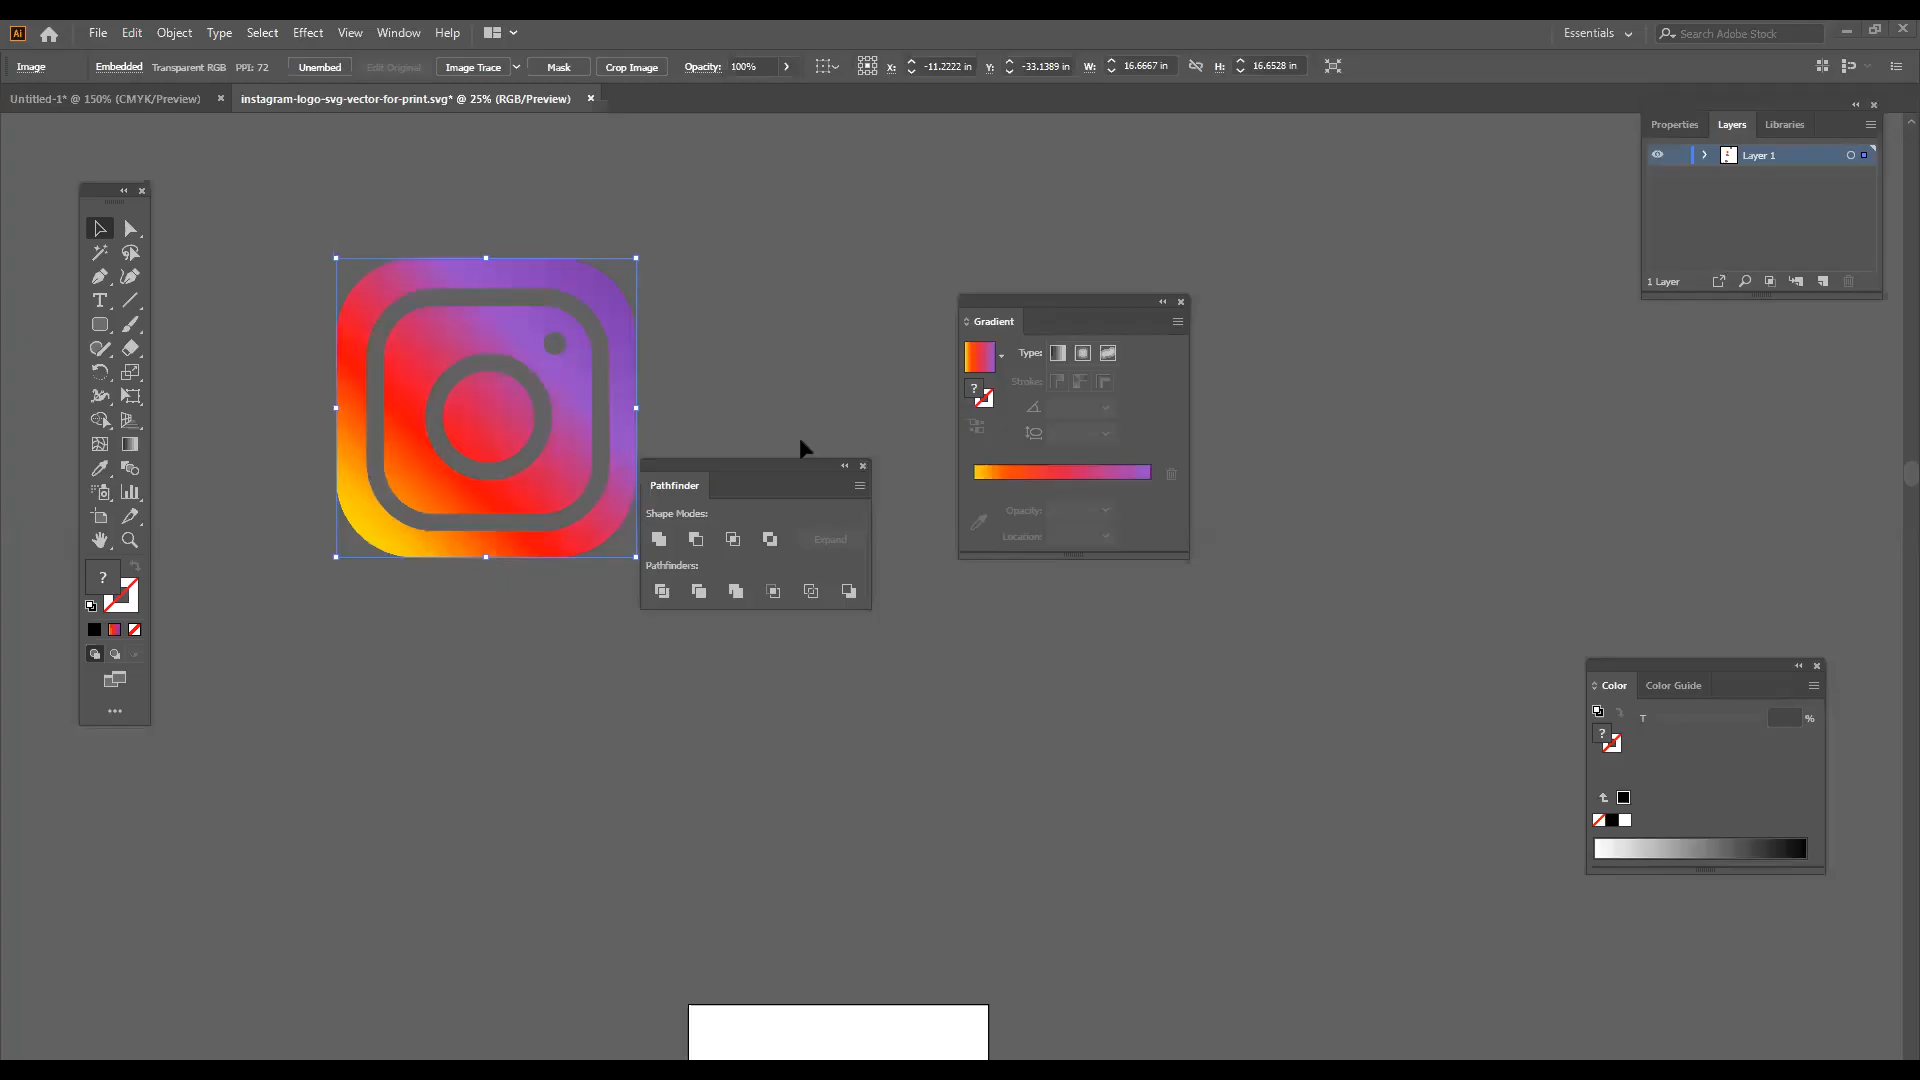 Ai File Edit Object Type Select Effect View Window Help Essentials Search Adobe Stock
Image Embedded Transparent RGB PPI: 72 Unembed Edit Original Image Trace Mask Crop Image Opacity: 100% X: -11.2222 in Y: -33.1389 in W: 16.6667 in H: 16.6528 in
Untitled-1* @ 150% (CMYK/Preview) × instagram-logo-svg-vector-for-print.svg* @ 25% (RGB/Preview) ×
Properties Layers Libraries
Layer 1
1 Layer
Gradient
Type:
Stroke:
?
Opacity:
Location:
Pathfinder
Shape Modes:
Expand
Pathfinders:
T
?
Color Color Guide
T %
?